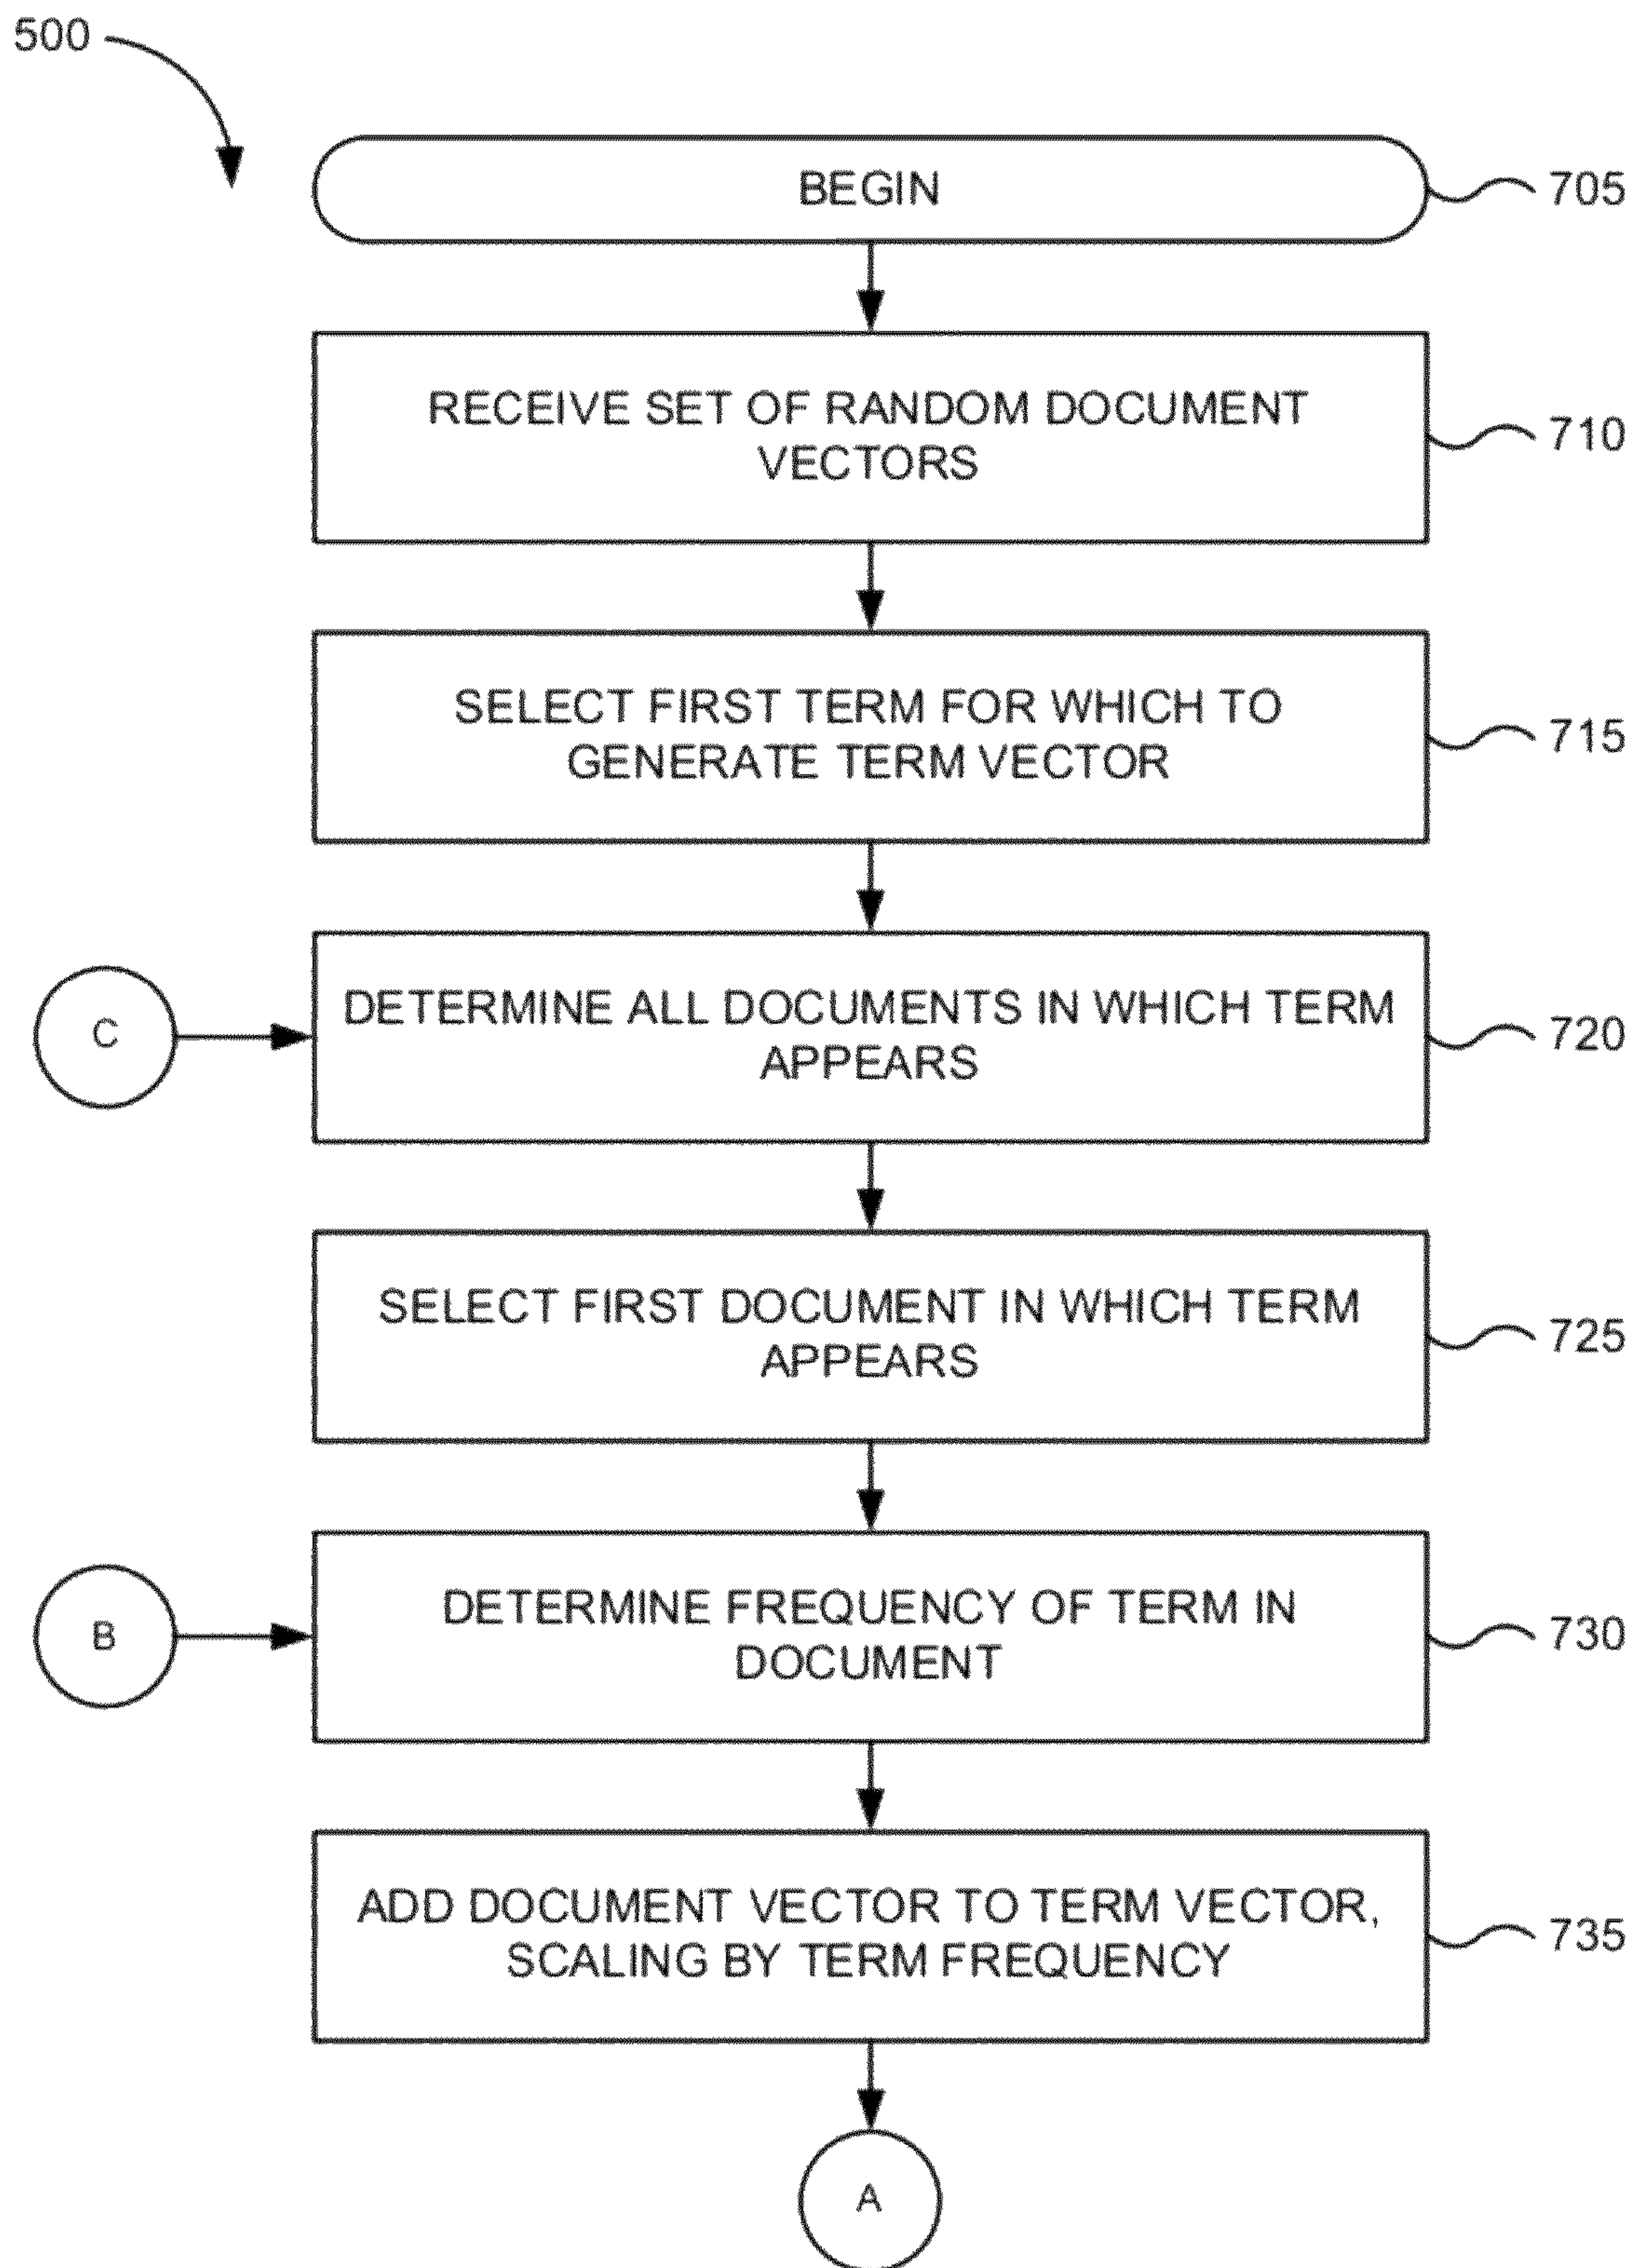 500
BEGIN
705
RECEIVE SET OF RANDOM DOCUMENT
VECTORS
710
SELECT FIRST TERM FOR WHICH TO
GENERATE TERM VECTOR
715
C
DETERMINE ALL DOCUMENTS IN WHICH TERM
APPEARS
720
SELECT FIRST DOCUMENT IN WHICH TERM
APPEARS
725
B
DETERMINE FREQUENCY OF TERM IN
DOCUMENT
730
ADD DOCUMENT VECTOR TO TERM VECTOR,
SCALING BY TERM FREQUENCY
735
A